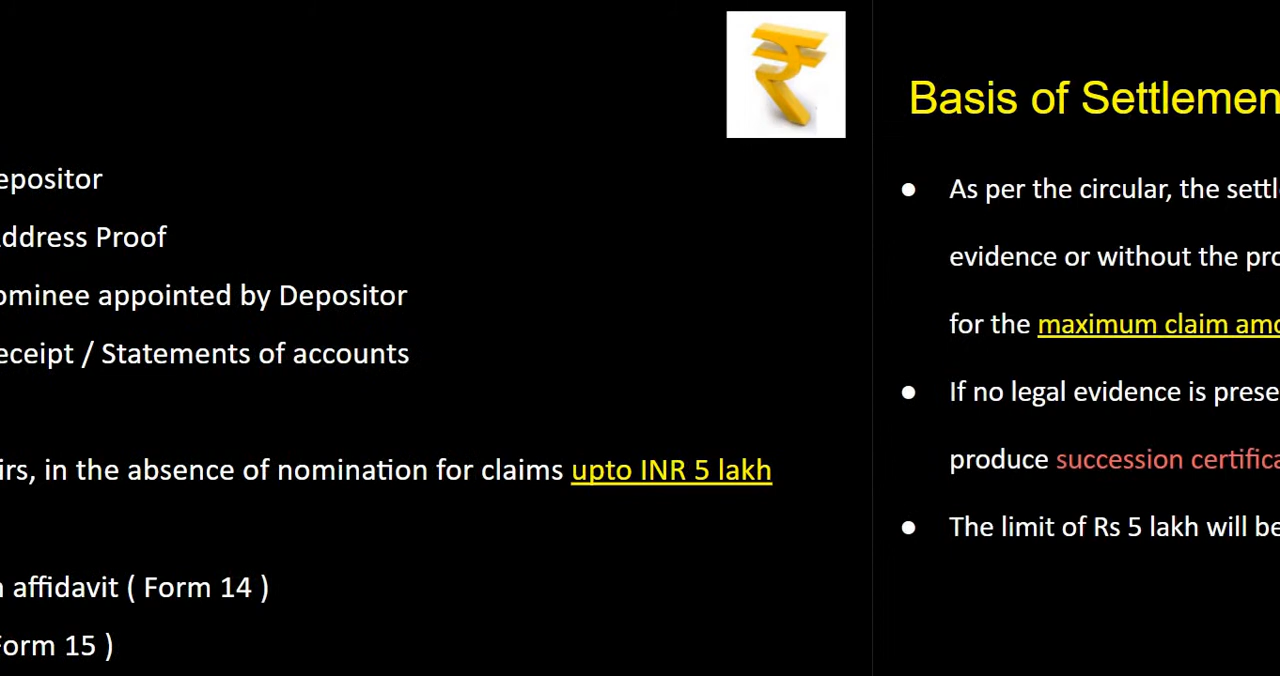 epositor
ddress Proof
ominee appointed by Depositor
eceipt / Statements of accounts
irs, in the absence of nomination for claims upto INR 5 lakh
affidavit ( Form 14 )
Form 15 )
Basis of Settlemen
As per the circular, the settl
evidence or without the pro
for the maximum claim amo
If no legal evidence is prese
produce succession certifica
The limit of Rs 5 lakh will be